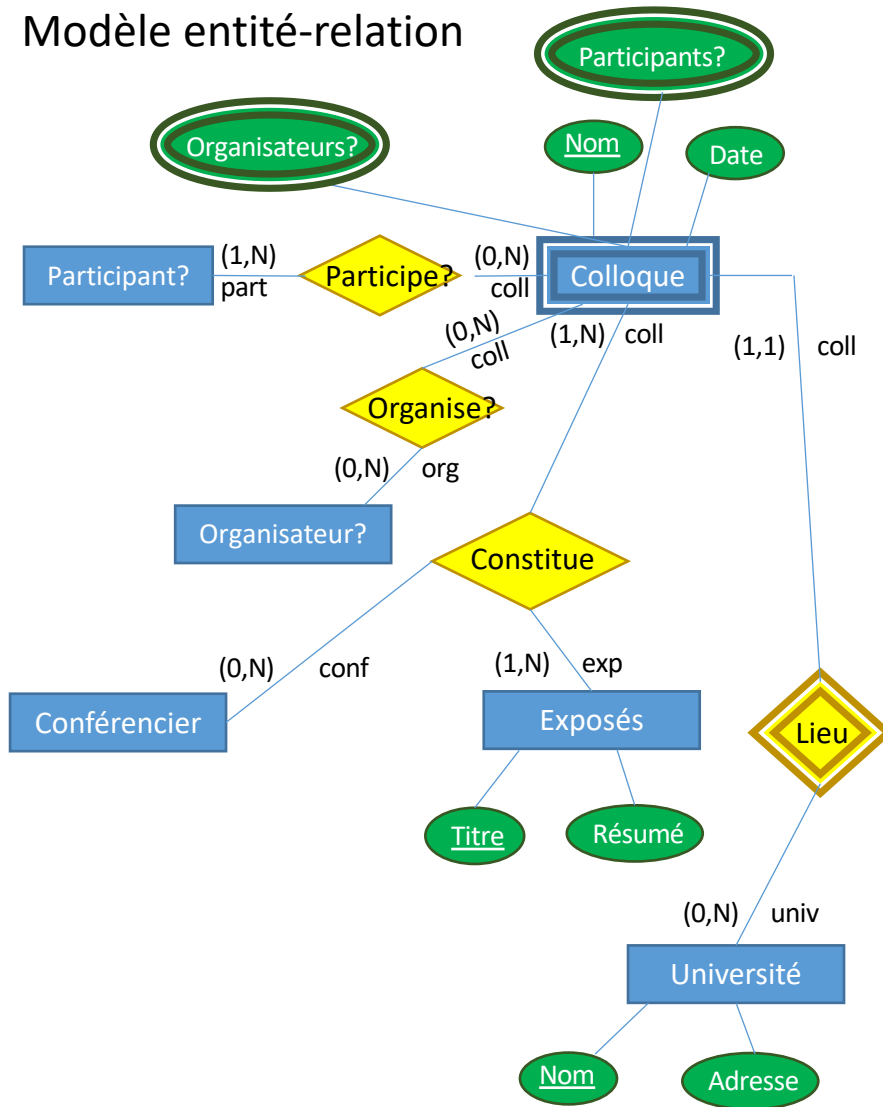 Modèle entité-relation
Participants?
Organisateurs?
Nom
Date
Participant?
(1,N)
part
Participe?
(0,N)
coll
Colloque
(0,N)
coll
(1,N)
coll
(1,1)
coll
Organise?
(0,N)
org
Organisateur?
Constitue
(0,N)
conf
(1,N)
exp
Conférencier
Exposés
Lieu
Titre
Résumé
(0,N)
univ
Université
Nom
Adresse